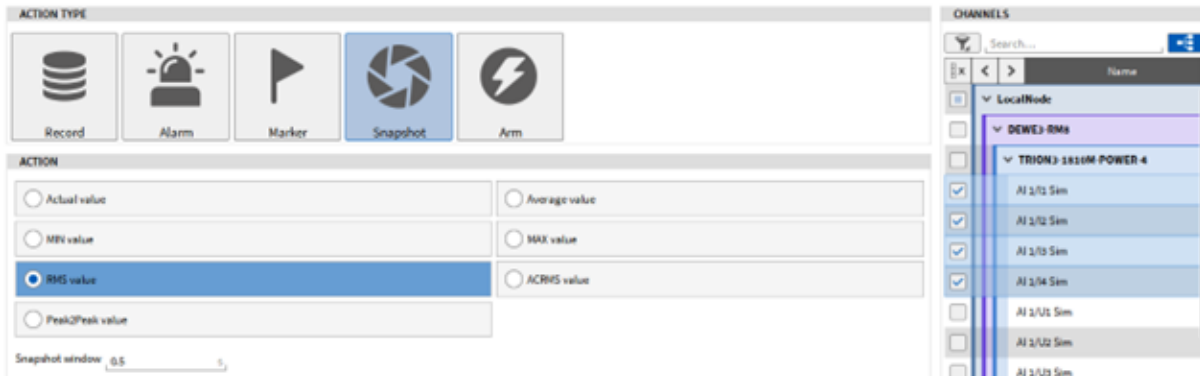 ACTION TYPE
Record
Alarm
Marker
Snapshot
Arm
ACTION
Actual value
Average value
MIN value
MAX value
RMS value
ACRMS value
Peak2Peak value
Snapshot window 0.5 s
CHANNELS
Search...
x < > Name
LocalNode
DEWE3-RM8
TRION3-1810M-POWER-4
AI 1/I1 Sim
AI 1/I2 Sim
AI 1/I3 Sim
AI 1/I4 Sim
AI 1/U1 Sim
AI 1/U2 Sim
AI 1/U3 Sim